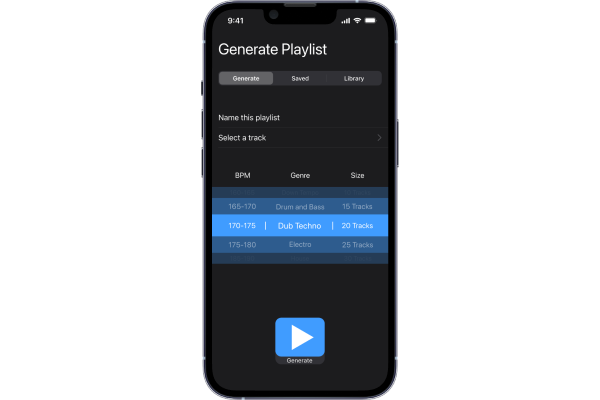 9:41
Generate Playlist
Generate Saved Library
Name this playlist
Select a track
BPM Genre Size
165-170 Drum and Bass 15 Tracks
170-175 Dub Techno 20 Tracks
175-180 Electro 25 Tracks
Generate